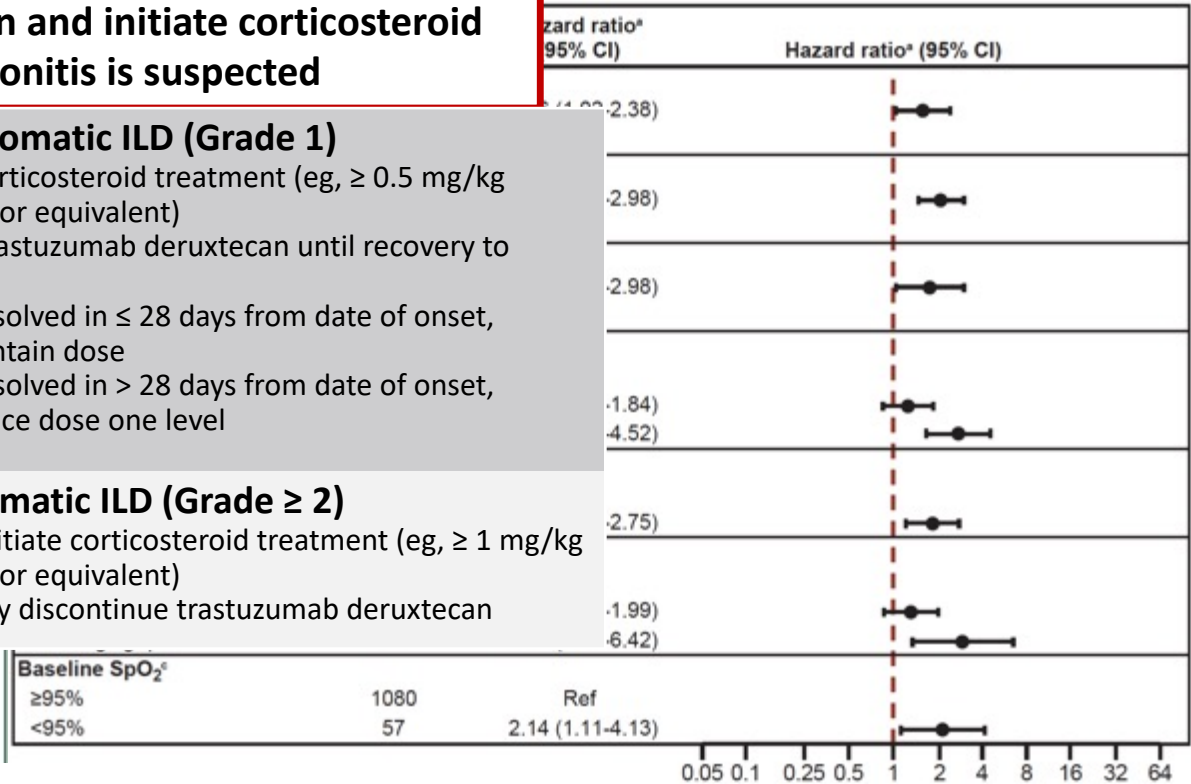 n and initiate corticosteroid
onitis is suspected
zard ratioᵃ
95% CI)
Hazard ratioᵃ (95% CI)
-2.38)
omatic ILD (Grade 1)
rticosteroid treatment (eg, ≥ 0.5 mg/kg
or equivalent)
astuzumab deruxtecan until recovery to
solved in ≤ 28 days from date of onset,
ntain dose
solved in > 28 days from date of onset,
ce dose one level
-2.98)
-2.98)
-1.84)
-4.52)
matic ILD (Grade ≥ 2)
itiate corticosteroid treatment (eg, ≥ 1 mg/kg
or equivalent)
y discontinue trastuzumab deruxtecan
-2.75)
-1.99)
-6.42)
Baseline SpO₂ᶜ
≥95% 1080 Ref
<95% 57 2.14 (1.11-4.13)
0.05 0.1 0.25 0.5 1 2 4 8 16 32 64